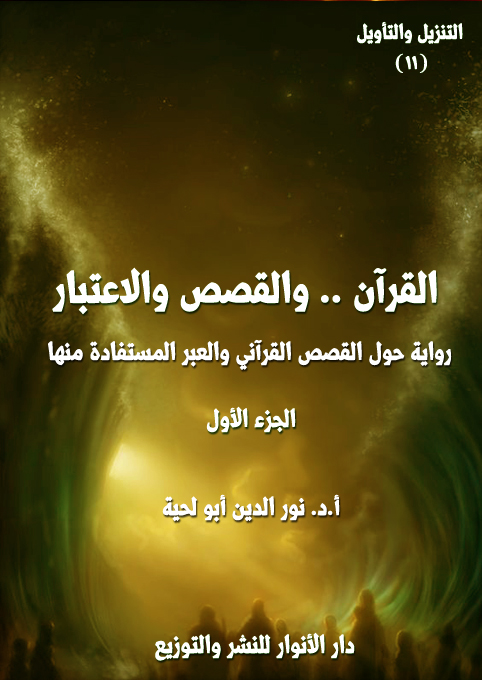 التنزيل والتأويل
(١١)
القرآن .. والقصص والاعتبار
رواية حول القصص القرآني والعبر المستفادة منها
الجزء الأول
أ.د. نور الدين أبو لحية
دار الأنوار للنشر والتوزيع